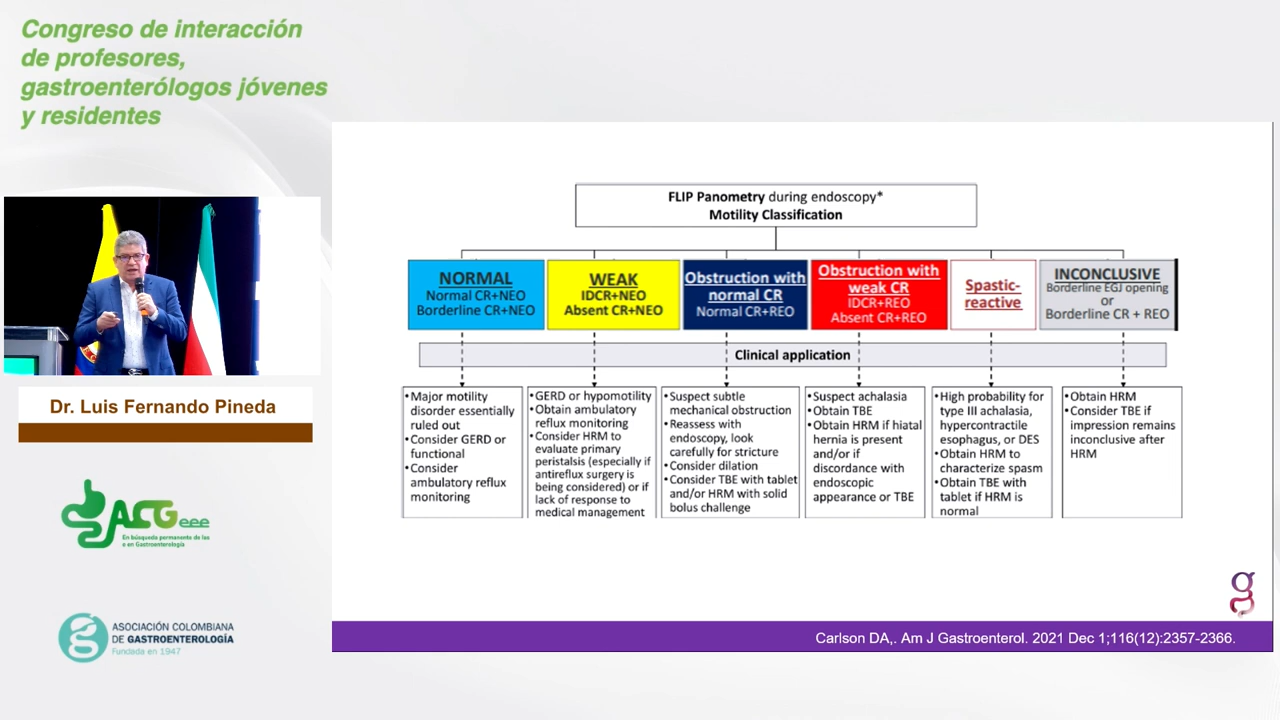 Congreso de interacción
de profesores,
gastroenterólogos jóvenes
y residentes
Dr. Luis Fernando Pineda
ACGeee
En búsqueda permanente de las
e en Gastroenterología
ASOCIACIÓN COLOMBIANA
DE GASTROENTEROLOGÍA
Fundada en 1947
FLIP Panometry during endoscopy*
Motility Classification
NORMAL
Normal CR+NEO
Borderline CR+NEO
WEAK
IDCR+NEO
Absent CR+NEO
Obstruction with
normal CR
Normal CR+REO
Obstruction with
weak CR
IDCR+REO
Absent CR+REO
Spastic-
reactive
INCONCLUSIVE
Borderline EGJ opening
or
Borderline CR + REO
Clinical application
•Major motility
disorder essentially
ruled out
•Consider GERD or
functional
•Consider
ambulatory reflux
monitoring
•GERD or hypomotility
•Obtain ambulatory
reflux monitoring
•Consider HRM to
evaluate primary
peristalsis (especially if
antireflux surgery is
being considered) or if
lack of response to
medical management
•Suspect subtle
mechanical obstruction
•Reassess with
endoscopy, look
carefully for stricture
•Consider dilation
•Consider TBE with tablet
and/or HRM with solid
bolus challenge
•Suspect achalasia
•Obtain TBE
•Obtain HRM if hiatal
hernia is present
and/or if
discordance with
endoscopic
appearance or TBE
•High probability for
type III achalasia,
hypercontractile
esophagus, or DES
•Obtain HRM to
characterize spasm
•Obtain TBE with
tablet if HRM is
normal
•Obtain HRM
•Consider TBE if
impression remains
inconclusive after
HRM
Carlson DA,. Am J Gastroenterol. 2021 Dec 1;116(12):2357-2366.